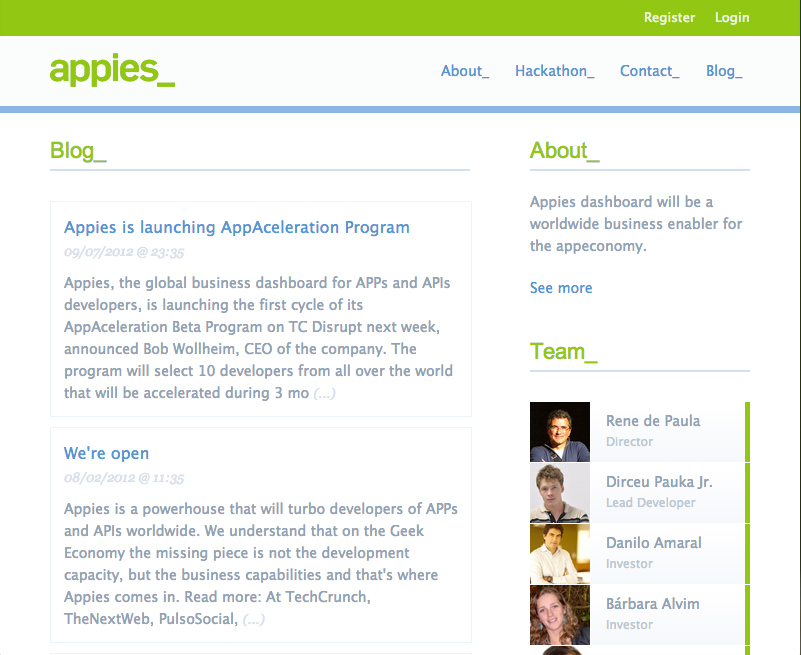 Register Login
appies_
About_ Hackathon_ Contact_ Blog_
Blog_
Appies is launching AppAceleration Program
09/07/2012 @ 23:35
Appies, the global business dashboard for APPs and APIs
developers, is launching the first cycle of its
AppAceleration Beta Program on TC Disrupt next week,
announced Bob Wollheim, CEO of the company. The
program will select 10 developers from all over the world
that will be accelerated during 3 mo (...)
We're open
08/02/2012 @ 11:35
Appies is a powerhouse that will turbo developers of APPs
and APIs worldwide. We understand that on the Geek
Economy the missing piece is not the development
capacity, but the business capabilities and that's where
Appies comes in. Read more: At TechCrunch,
TheNextWeb, PulsoSocial, (...)
About_
Appies dashboard will be a
worldwide business enabler for
the appeconomy.
See more
Team_
Rene de Paula
Director
Dirceu Pauka Jr.
Lead Developer
Danilo Amaral
Investor
Bárbara Alvim
Investor